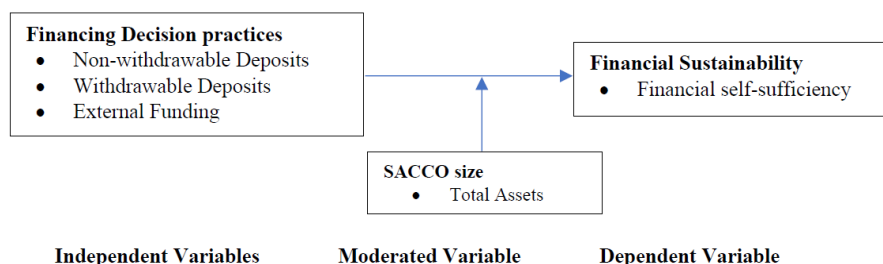 Financing Decision practices
• Non-withdrawable Deposits
• Withdrawable Deposits
• External Funding
Financial Sustainability
• Financial self-sufficiency
SACCO size
• Total Assets
Independent Variables Moderated Variable Dependent Variable